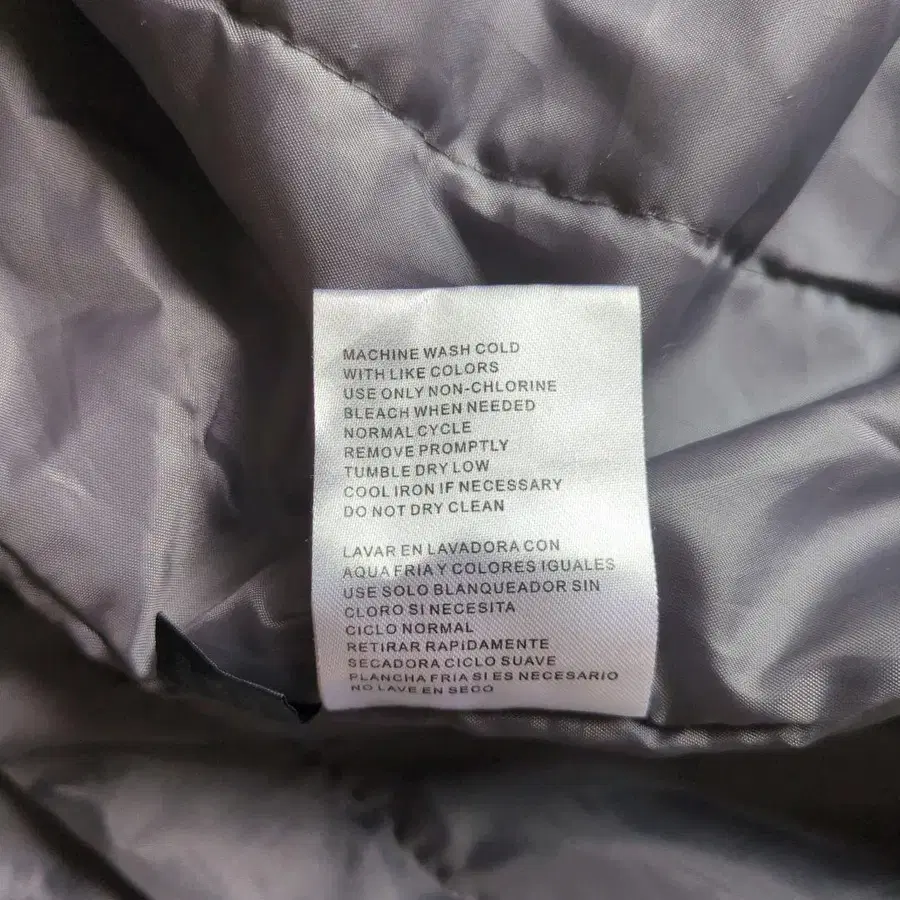 MACHINE WASH COLD
WITH LIKE COLORS
USE ONLY NON-CHLORINE
BLEACH WHEN NEEDED
NORMAL CYCLE
REMOVE PROMPTLY
TUMBLE DRY LOW
COOL IRON IF NECESSARY
DO NOT DRY CLEAN
LAVAR EN LAVADORA CON
AQUA FRIA Y COLORES IGUALES
USE SOLO BLANQUEADOR SIN
CLORO SI NECESITA
CICLO NORMAL
RETIRAR RAPIDAMENTE
SECADORA CICLO SUAVE
PLANCHA FRIA SI ES NECESARIO
NO LAVE EN SECO